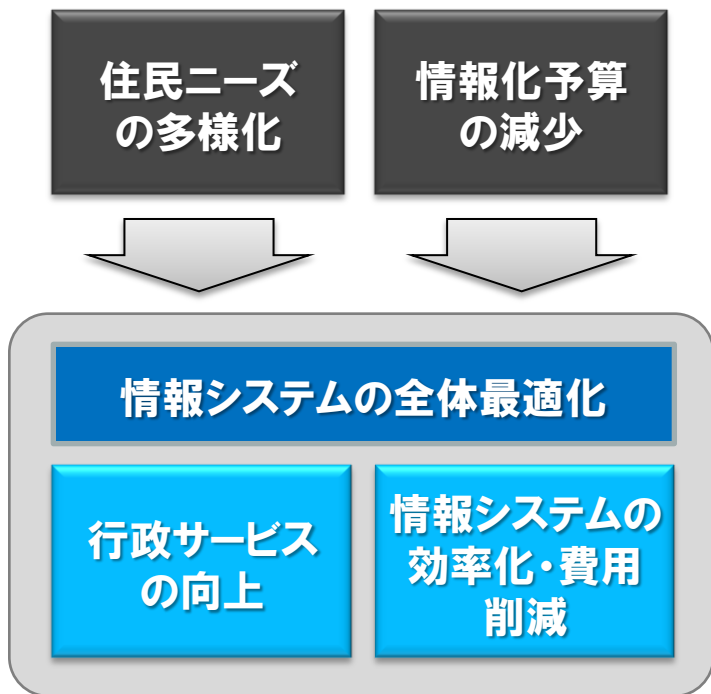 住民ニーズ
の多様化
情報化予算
の減少
情報システムの全体最適化
行政サービス
の向上
情報システムの
効率化・費用
削減